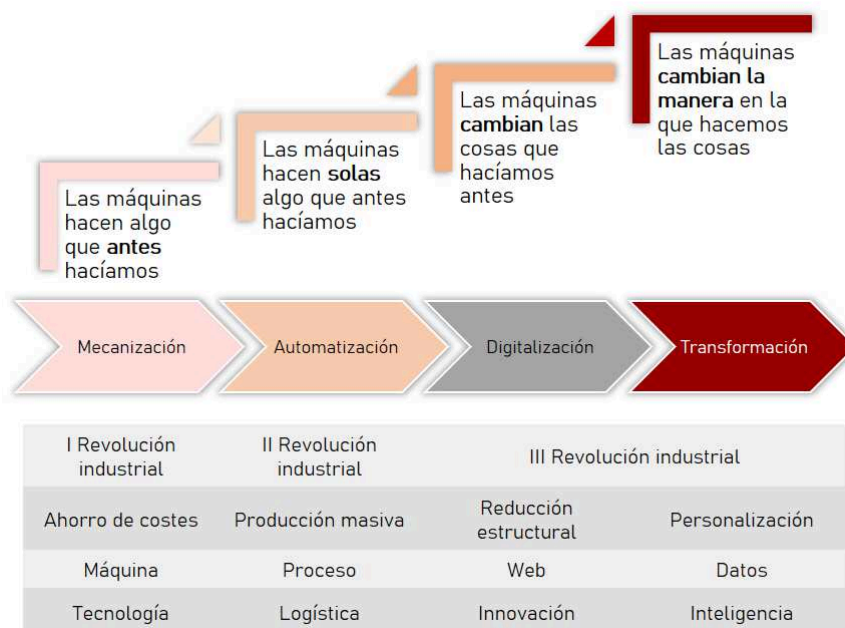 Las máquinas
hacen algo
que antes
hacíamos
Las máquinas
hacen solas
algo que antes
hacíamos
Las máquinas
cambian las
cosas que
hacíamos
antes
Las máquinas
cambian la
manera en la
que hacemos
las cosas
Mecanización
Automatización
Digitalización
Transformación
I Revolución
industrial
II Revolución
industrial
III Revolución industrial
Ahorro de costes
Producción masiva
Reducción
estructural
Personalización
Máquina
Proceso
Web
Datos
Tecnología
Logística
Innovación
Inteligencia